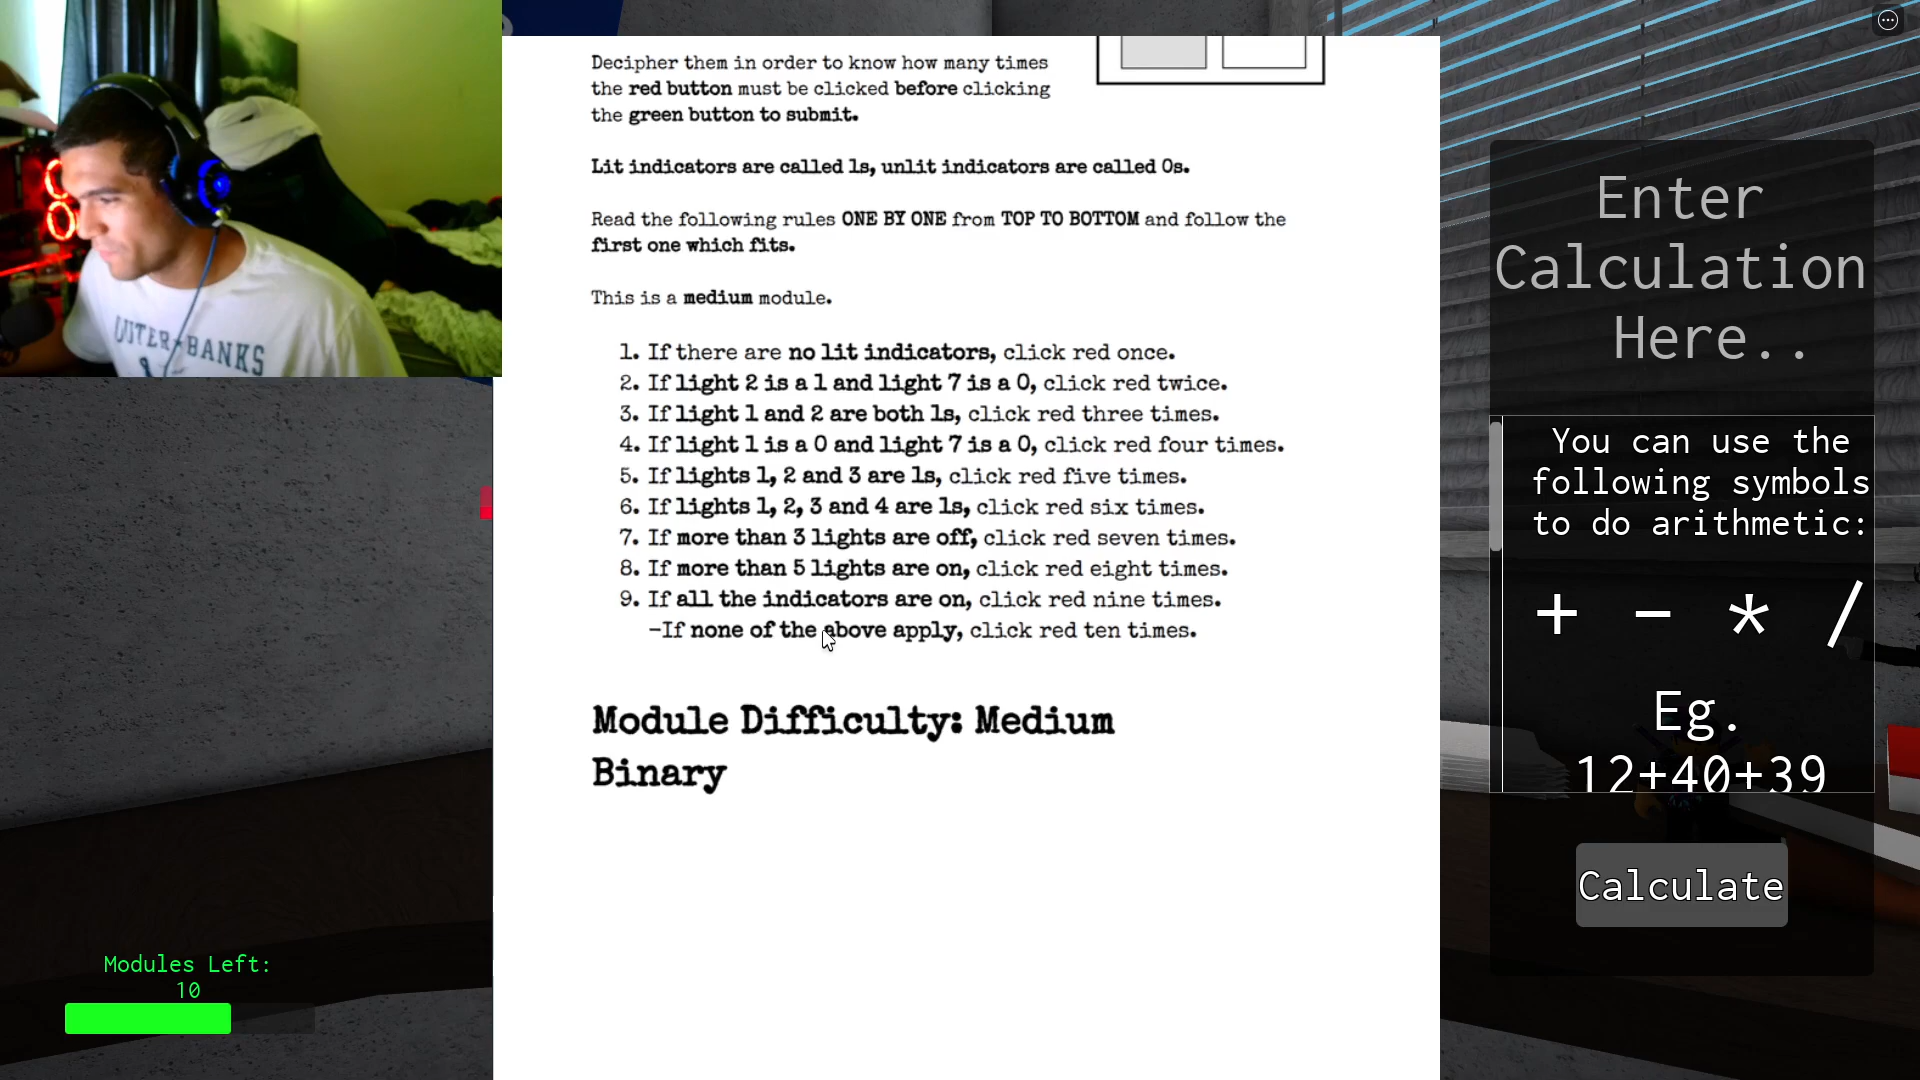 Decipher them in order to know how many times
the red button must be clicked before clicking
the green button to submit.
Lit indicators are called 1s, unlit indicators are called 0s.
Read the following rules ONE BY ONE from TOP TO BOTTOM and follow the
first one which fits.
This is a medium module.
1. If there are no lit indicators, click red once.
2. If light 2 is a 1 and light 7 is a 0, click red twice.
3. If light 1 and 2 are both 1s, click red three times.
4. If light 1 is a 0 and light 7 is a 0, click red four times.
5. If lights 1, 2 and 3 are 1s, click red five times.
6. If lights 1, 2, 3 and 4 are 1s, click red six times.
7. If more than 3 lights are off, click red seven times.
8. If more than 5 lights are on, click red eight times.
9. If all the indicators are on, click red nine times.
-If none of the above apply, click red ten times.
Module Difficulty: Medium
Binary
Enter
Calculation
Here..
You can use the
following symbols
to do arithmetic:
+ - * /
Eg.
12+40+39
Calculate
Modules Left:
10
OUTER BANKS